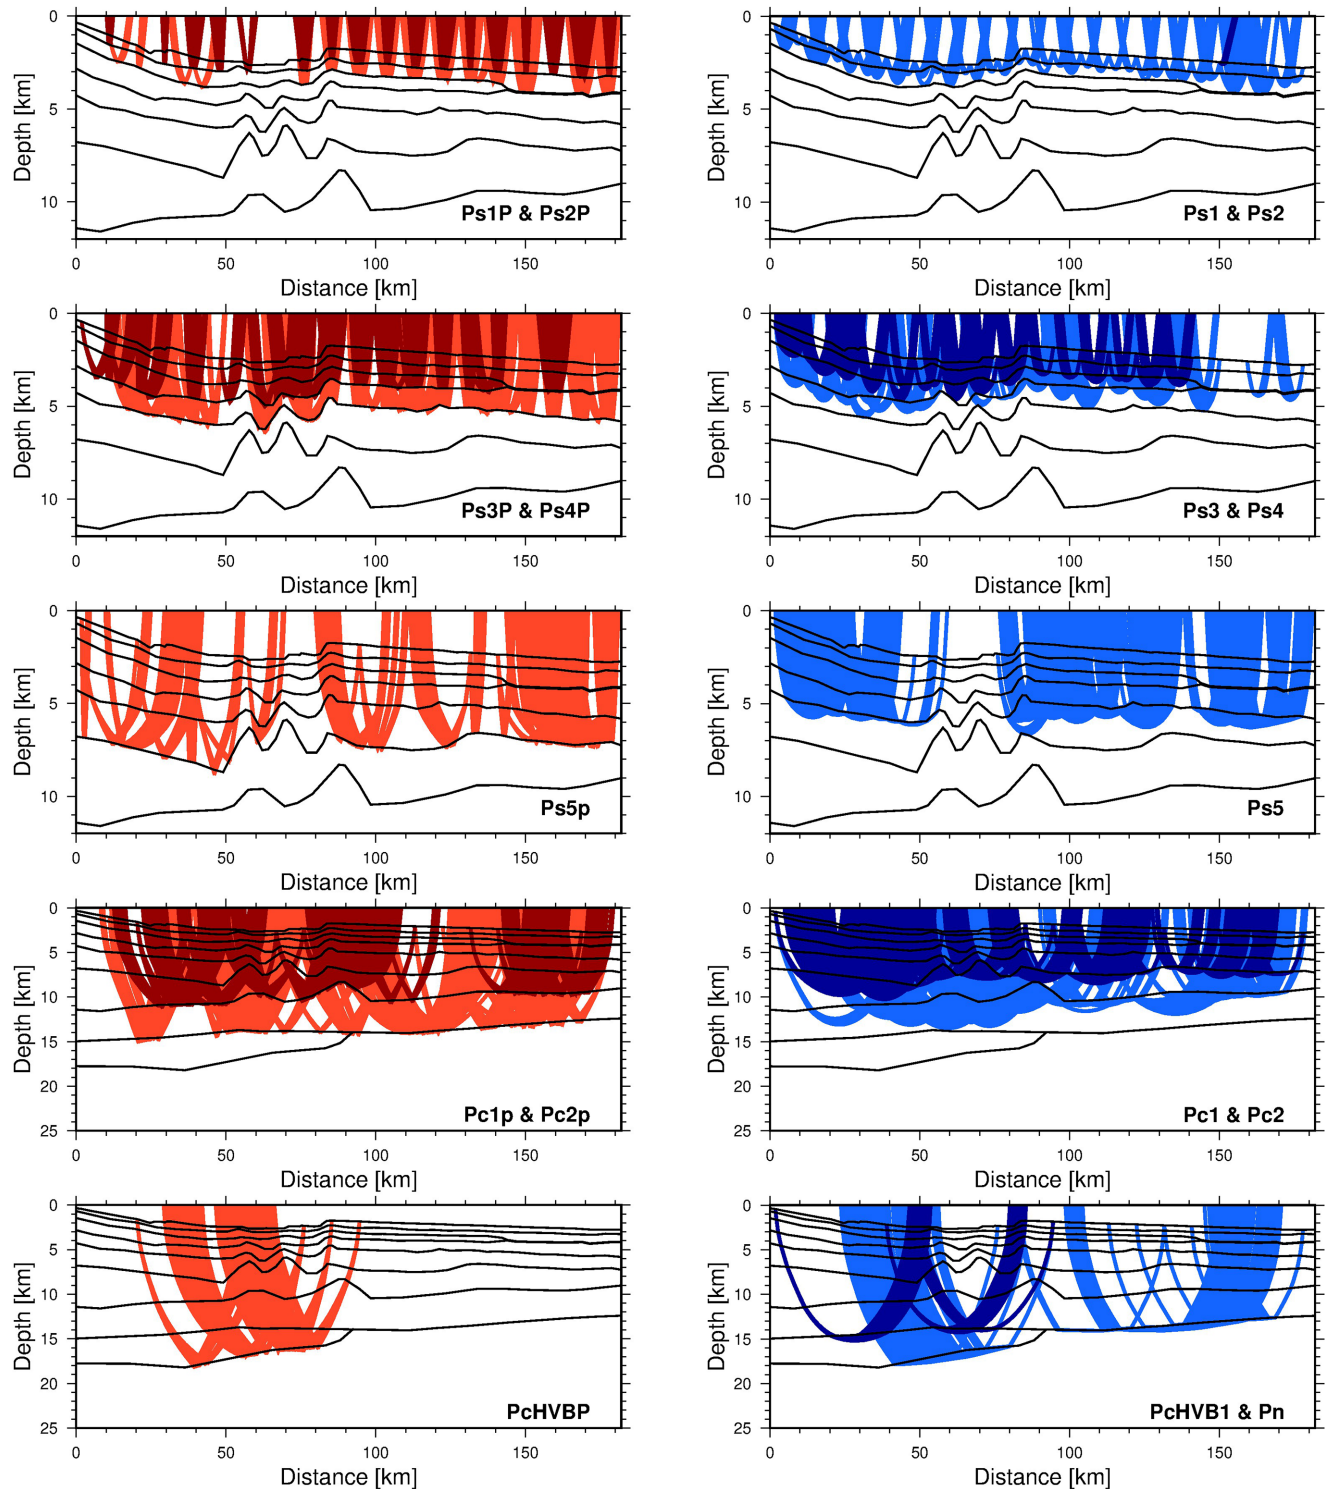 0
5
10
Depth [km]
Ps1P & Ps2P
0 50 100 150
Distance [km]
0
5
10
Depth [km]
Ps1 & Ps2
0 50 100 150
Distance [km]
0
5
10
Depth [km]
Ps3P & Ps4P
0 50 100 150
Distance [km]
0
5
10
Depth [km]
Ps3 & Ps4
0 50 100 150
Distance [km]
0
5
10
Depth [km]
Ps5p
0 50 100 150
Distance [km]
0
5
10
Depth [km]
Ps5
0 50 100 150
Distance [km]
0
5
10
15
20
25
Depth [km]
Pc1p & Pc2p
0 50 100 150
Distance [km]
0
5
10
15
20
25
Depth [km]
Pc1 & Pc2
0 50 100 150
Distance [km]
0
5
10
15
20
25
Depth [km]
PcHVBP
0 50 100 150
Distance [km]
0
5
10
15
20
25
Depth [km]
PcHVB1 & Pn
0 50 100 150
Distance [km]